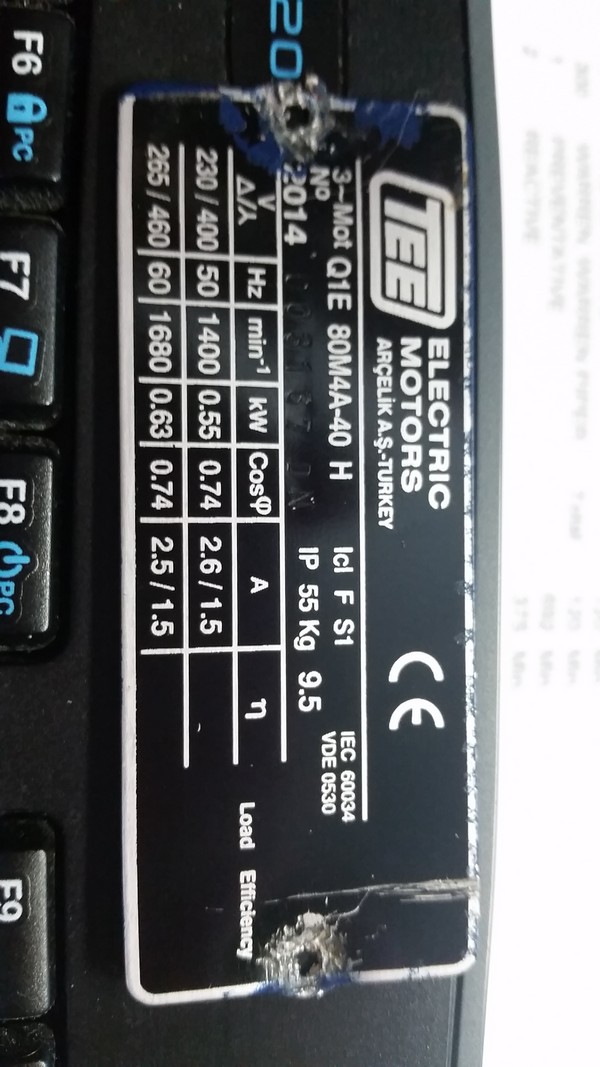 TEE
ELECTRIC
MOTORS
ARÇELİK A.Ş.-TURKEY
CE
3~Mot Q1E 80M4A-40 H Icl F S1 IEC 60034
Nº 2014 IP 55 Kg 9.5 VDE 0530
V Δ/⅄ Hz min⁻¹ kW Cosφ A η Load Efficiency
230 / 400 50 1400 0.55 0.74 2.6 / 1.5
265 / 460 60 1680 0.63 0.74 2.5 / 1.5
20
F6 PC
F7
F8 PC
F9